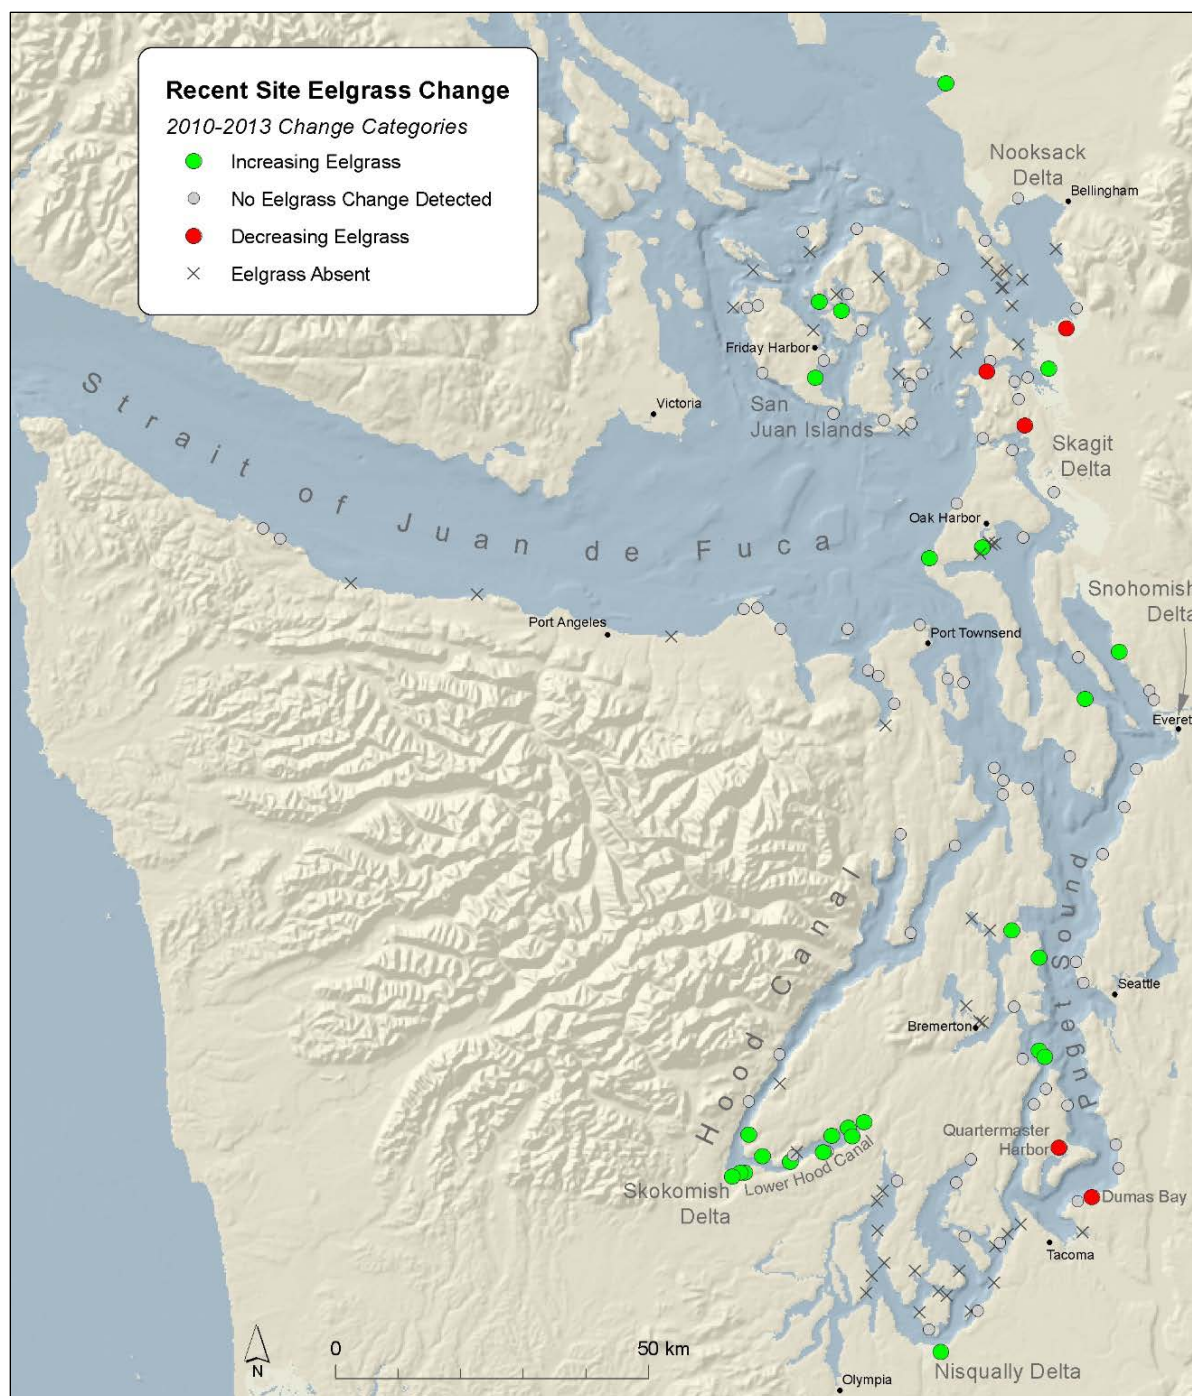 Recent Site Eelgrass Change
2010-2013 Change Categories
Increasing Eelgrass
No Eelgrass Change Detected
Decreasing Eelgrass
Eelgrass Absent
Nooksack
Delta
Bellingham
Friday Harbor
Victoria
San
Juan Islands
Skagit
Delta
Strait of Juan de Fuca
Oak Harbor
Snohomish
Delta
Port Angeles
Port Townsend
Everet
Hood Canal
Puget Sound
Seattle
Bremerton
Quartermaster
Harbor
Lower Hood Canal
Skokomish
Delta
Dumas Bay
Tacoma
N
0
50 km
Nisqually Delta
Olympia